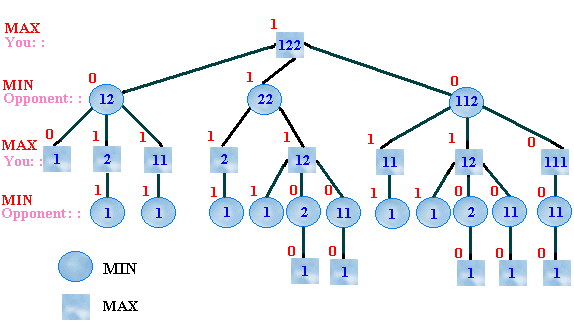 MAX 1
You: : 122
MIN 0 1 0
Opponent: : 12 22 112
MAX 0 1 1 1 1 1 1 0
You: : 1 2 11 2 12 11 12 111
MIN 1 1 1 1 0 0 1 1 0 0 0
Opponent: : 1 1 1 1 2 11 1 1 2 11 11
0 0 0 0 0
1 1 1 1 1
MIN
MAX